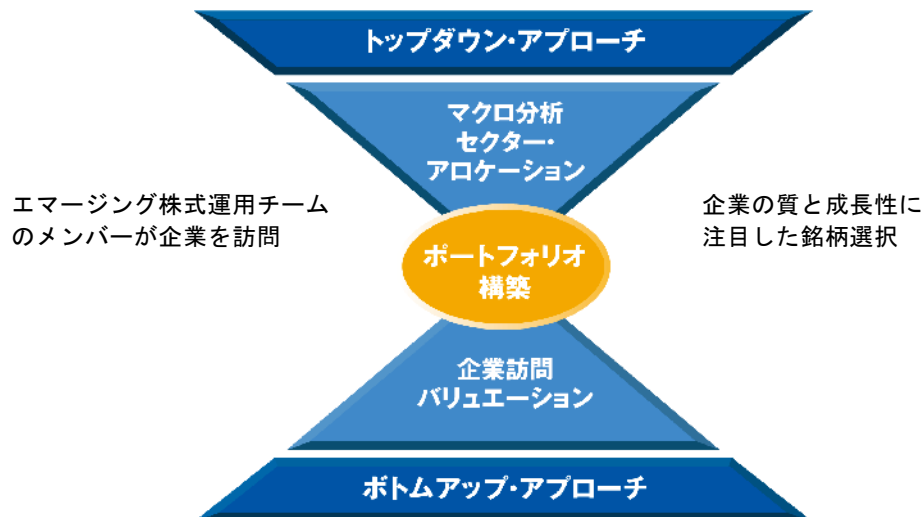 トップダウン・アプローチ
マクロ分析
セクター・
アロケーション
エマージング株式運用チーム
のメンバーが企業を訪問
企業の質と成長性に
注目した銘柄選択
ポートフォリオ
構築
企業訪問
バリュエーション
ボトムアップ・アプローチ